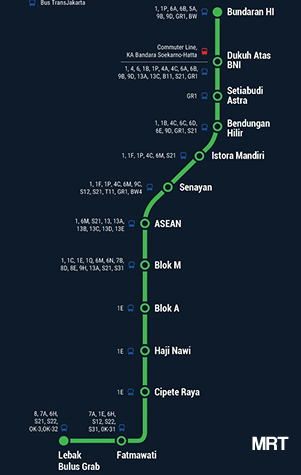 Bus TransJakarta
1, 1P, 6A, 6B, 5A,
9B, 9D, GR1, BW
Bundaran HI
Commuter Line,
KA Bandara Soekarno-Hatta
1, 4, 6, 1B, 1P, 4A, 4C, 6A, 6B,
9B, 9D, 13A, 13C, B11, S21, GR1
Dukuh Atas
BNI
GR1
Setiabudi
Astra
1, 1B, 4C, 6C, 6D,
6E, 9D, GR1, S21
Bendungan
Hilir
1, 1F, 1P, 4C, 6M, S21
Istora Mandiri
1, 1F, 1P, 4C, 6M, 9C,
S12, S21, T11, GR1, BW4
Senayan
1, 6M, S21, 13, 13A,
13B, 13C, 13D, 13E
ASEAN
1, 1C, 1E, 1Q, 6M, 6N, 7B,
8D, 8E, 9H, 13A, S21, S31
Blok M
1E
Blok A
1E
Haji Nawi
1E
Cipete Raya
8, 7A, 6H,
S21, S22,
OK-3,OK-32
Lebak
Bulus Grab
7A, 1E, 6H,
S12, S22,
S31, OK-31
Fatmawati
MRT